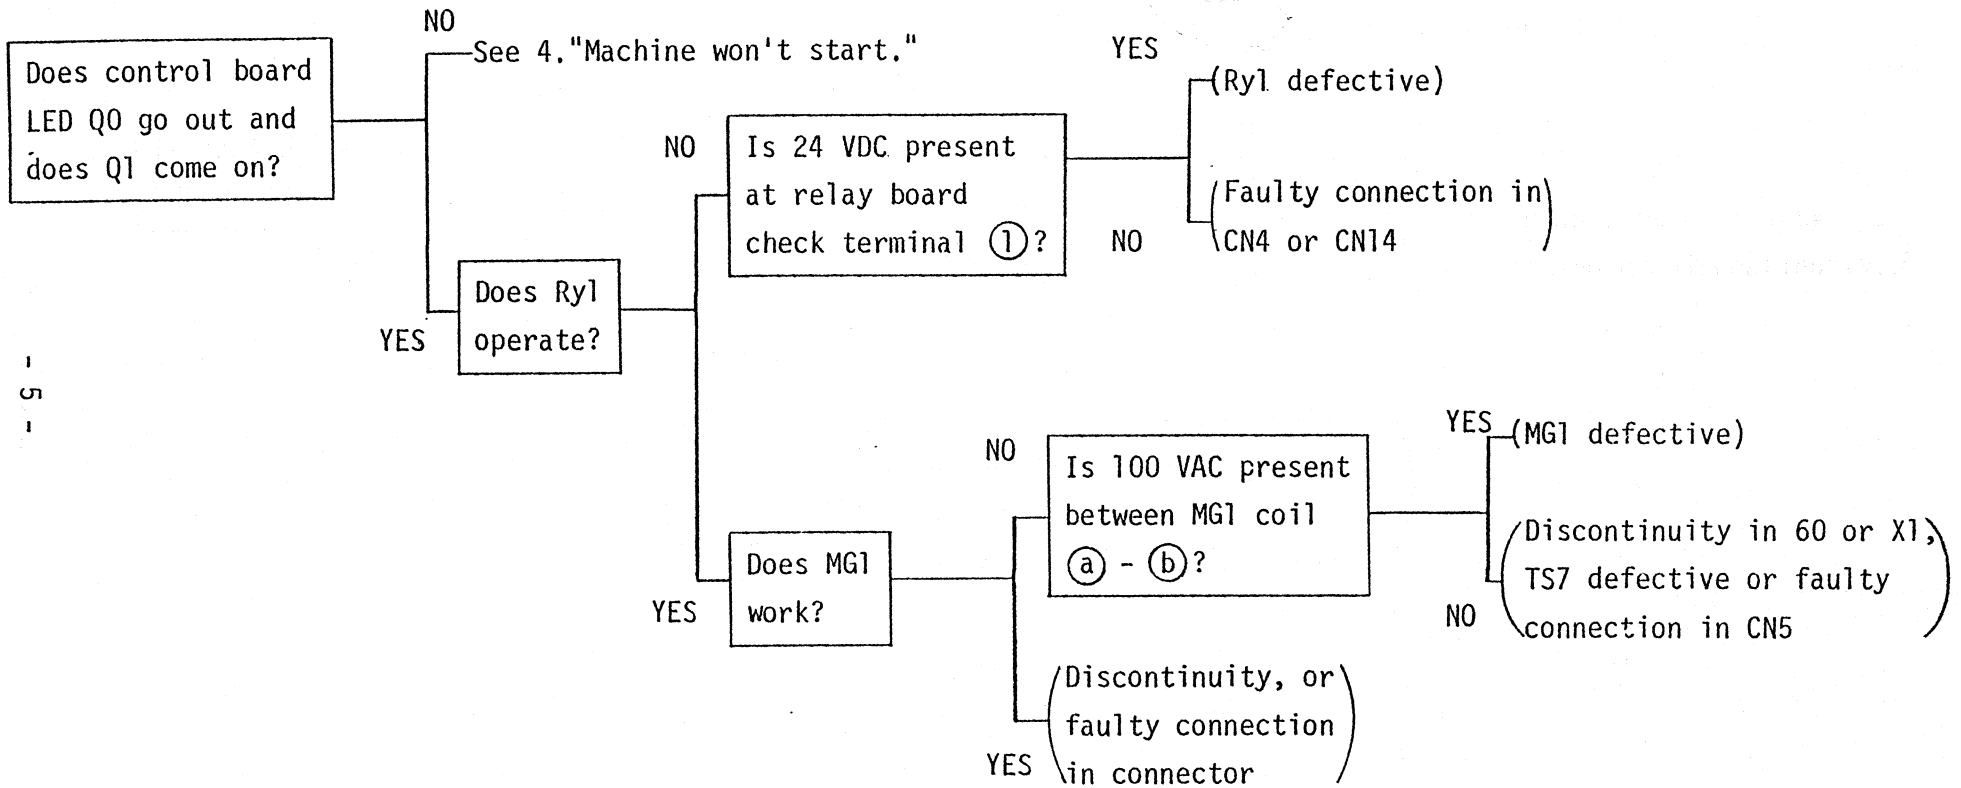 NO
See 4."Machine won't start."
Does control board
LED Q0 go out and
does Q1 come on?
YES
Does Ry1
operate?
NO
Is 24 VDC present
at relay board
check terminal ①?
YES
(Ry1 defective)
NO
(Faulty connection in
CN4 or CN14)
YES
Does MG1
work?
NO
Is 100 VAC present
between MG1 coil
ⓐ - ⓑ?
YES
(MG1 defective)
NO
(Discontinuity in 60 or X1,
TS7 defective or faulty
connection in CN5)
YES
(Discontinuity, or
faulty connection
in connector)
- 5 -